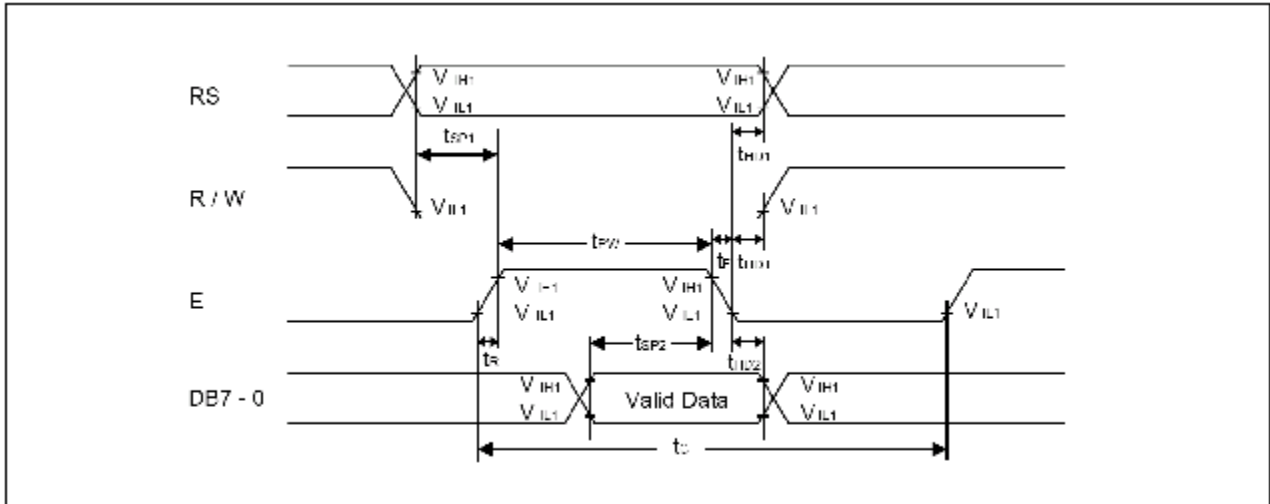 RS
VIH1
VIL1
VIH1
VIL1
tSP1
tHD1
R / W
VIL1
VIL1
tPW
tF
tHD1
E
VIH1
VIL1
VIH1
VIL1
VIL1
tR
tSP2
tHD2
DB7 - 0
VIH1
VIL1
Valid Data
VIH1
VIL1
tC